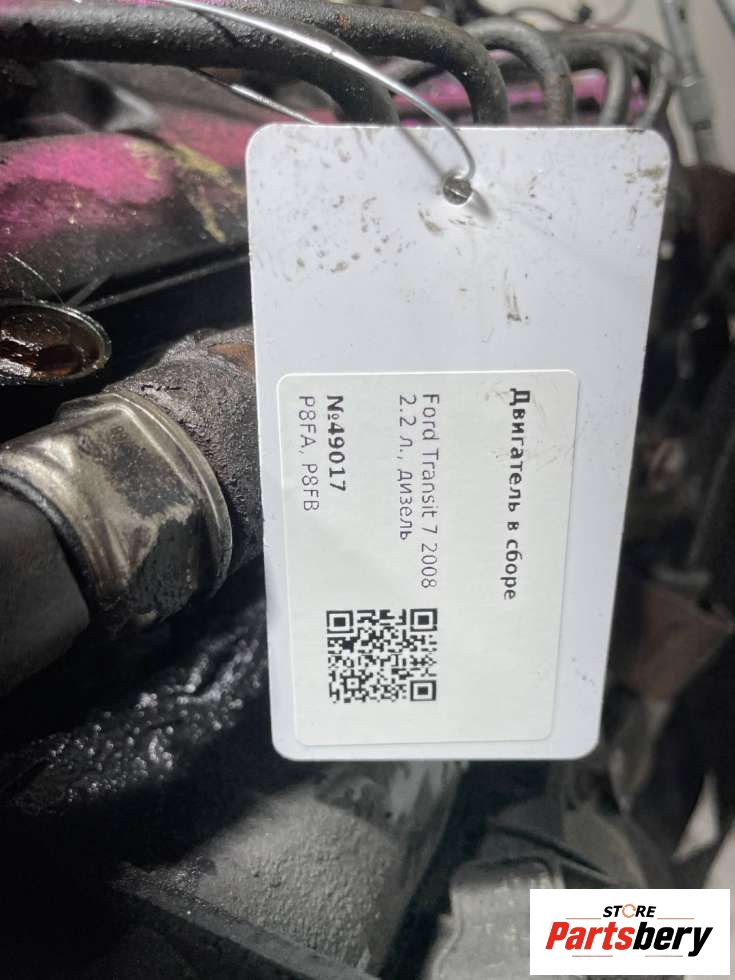 Двигатель в сборе
Ford Transit 7 2008
2.2 л., дизель
№49017
P8FA, P8FB
STORE
Partsbery